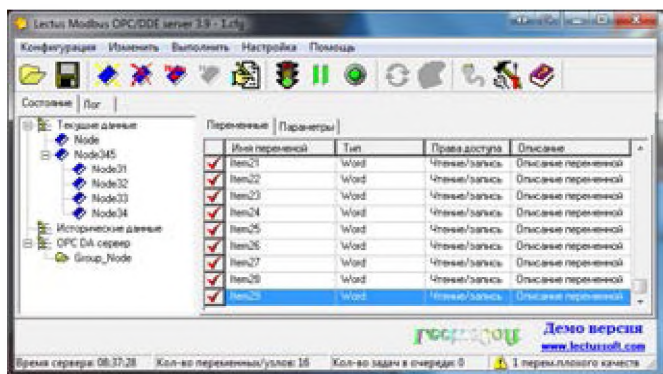 Lectus Modbus OPC/DDE server 3.9 - 1.cfg
Конфигурация Изменить Выполнить Настройка Помощь
Состояние Лог
Текущие данные
Node
Node345
Node31
Node32
Node33
Node34
Исторические данные
OPC DA сервер
Group_Node
Переменные Параметры
Имя переменой Тип Права доступа Описание
Item21 Word Чтение/запись Описание переменной
Item22 Word Чтение/запись Описание переменной
Item23 Word Чтение/запись Описание переменной
Item24 Word Чтение/запись Описание переменной
Item25 Word Чтение/запись Описание переменной
Item26 Word Чтение/запись Описание переменной
Item27 Word Чтение/запись Описание переменной
Item28 Word Чтение/запись Описание переменной
Item29 Word Чтение/запись Описание переменной
Демо версия
www.lectussoft.com
Время сервера: 08:37:28 Кол-во переменных/узлов: 16 Кол-во задач в очереди: 0 1 перем.плохого качеств